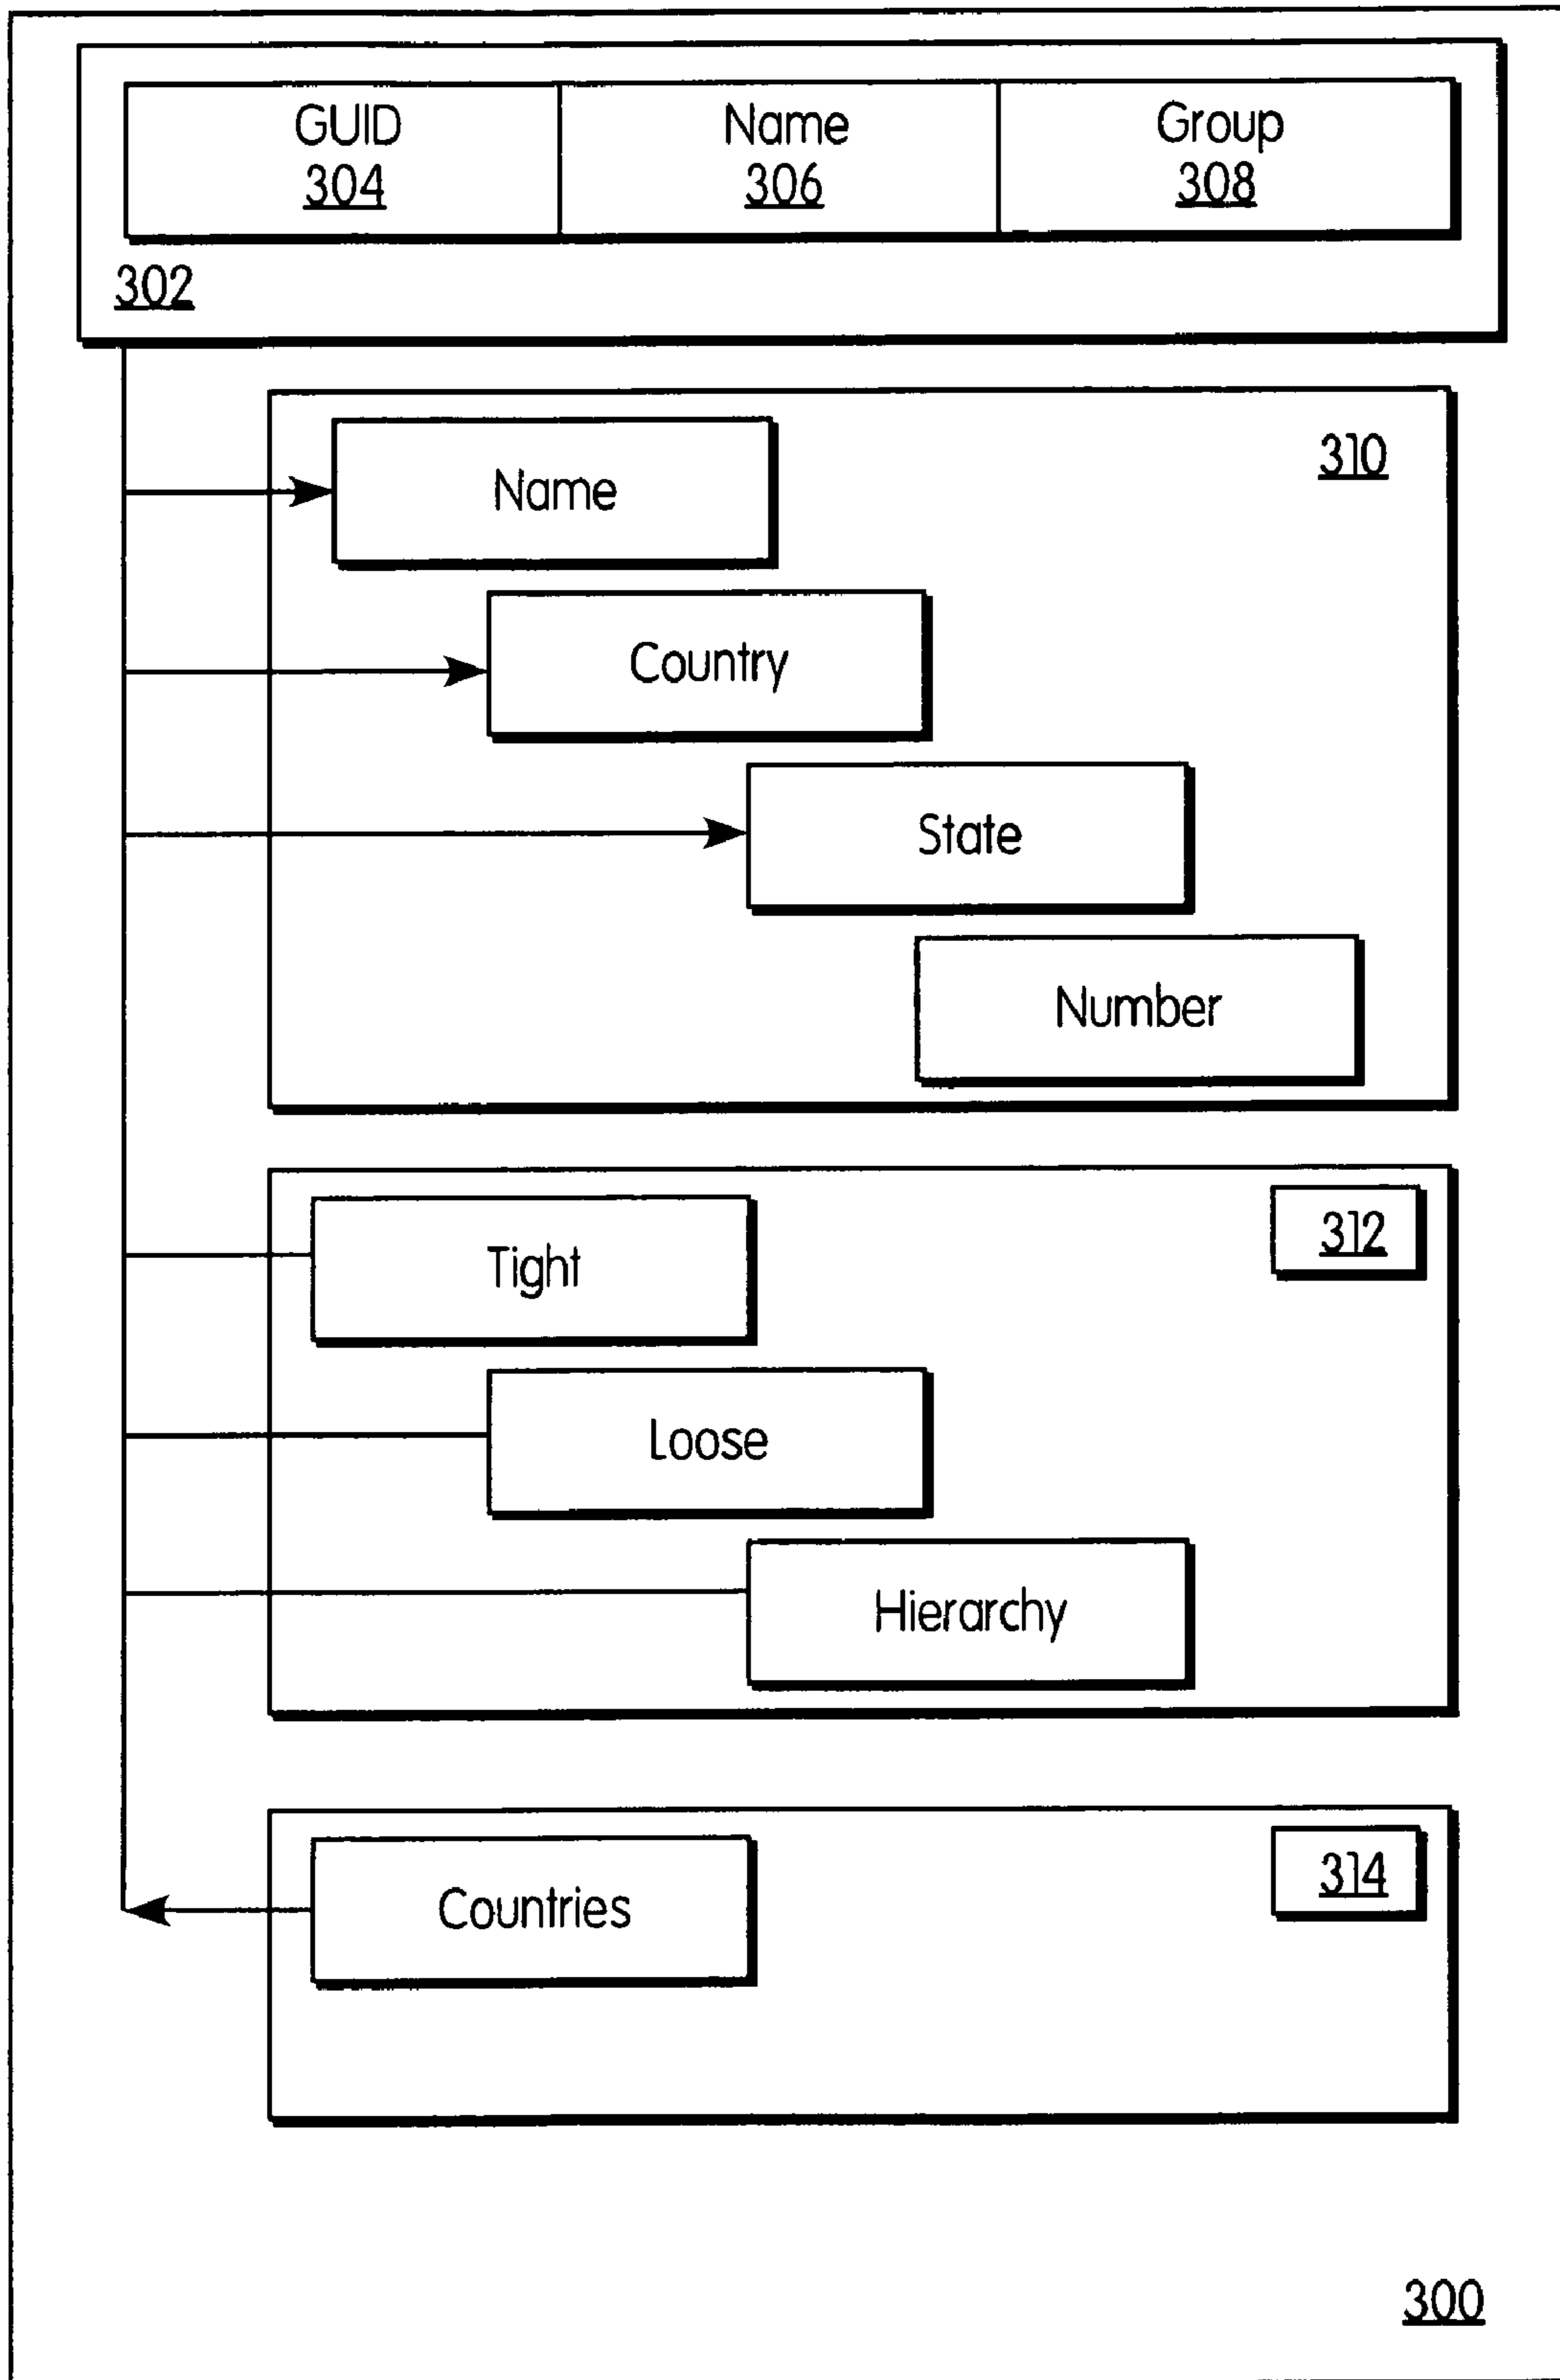 GUID
304
Name
306
Group
308
302
310
Name
Country
State
Number
312
Tight
Loose
Hierarchy
314
Countries
300